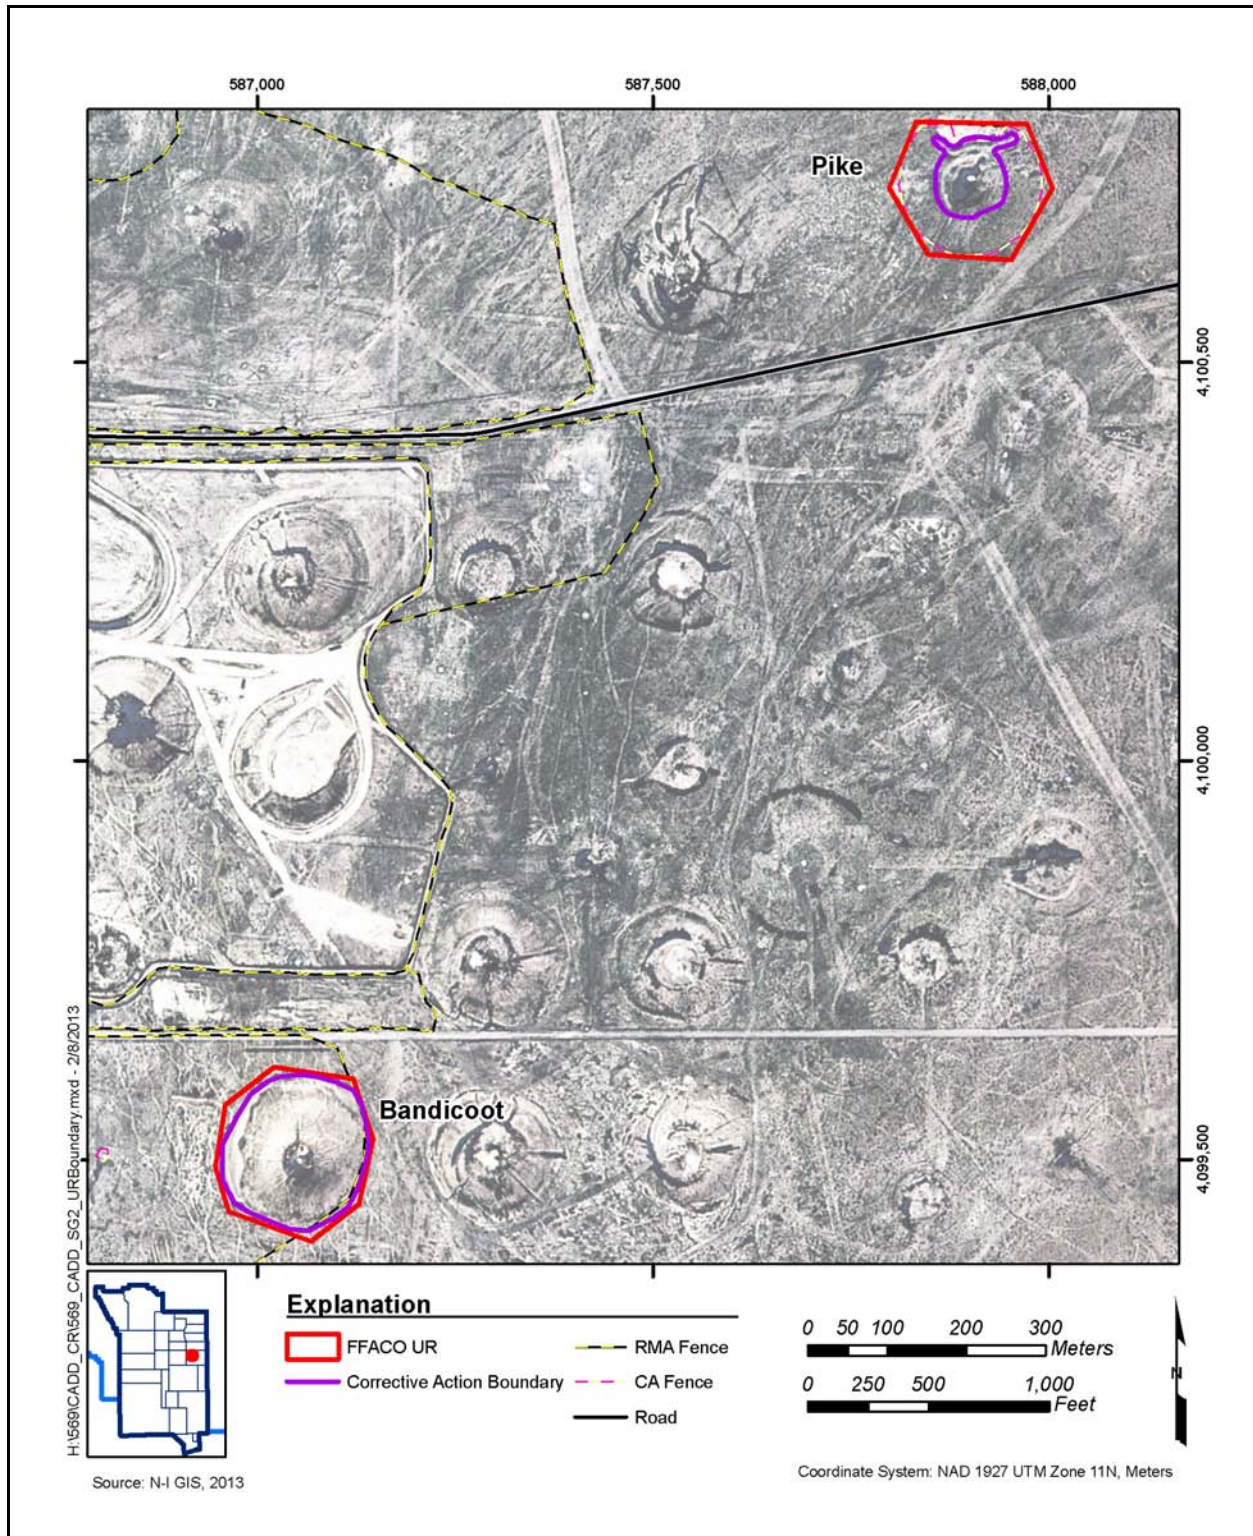 587,000
587,500
588,000
Pike
4,100,500
4,100,000
Bandicoot
4,099,500
H:\569\CADD_CR\569_CADD_SG2_URBoundary.mxd - 2/8/2013
Explanation
FFACO UR
RMA Fence
Corrective Action Boundary
CA Fence
Road
0 50 100 200 300
Meters
0 250 500 1,000
Feet
N
Source: N-I GIS, 2013
Coordinate System: NAD 1927 UTM Zone 11N, Meters